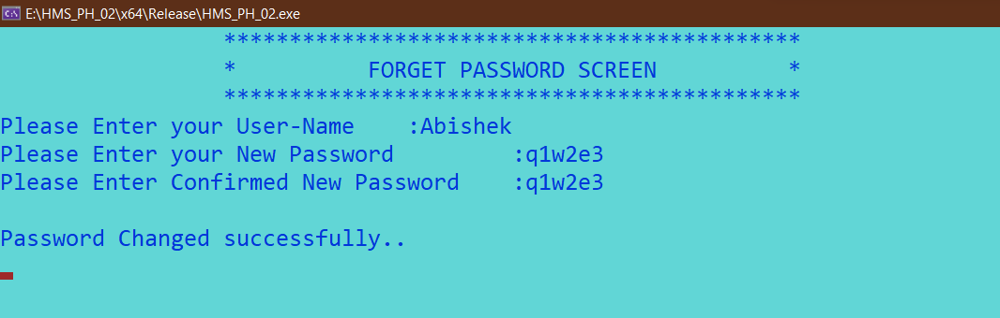 E:\HMS_PH_02\x64\Release\HMS_PH_02.exe
********************************************
* FORGET PASSWORD SCREEN *
********************************************
Please Enter your User-Name :Abishek
Please Enter your New Password :q1w2e3
Please Enter Confirmed New Password :q1w2e3
Password Changed successfully..